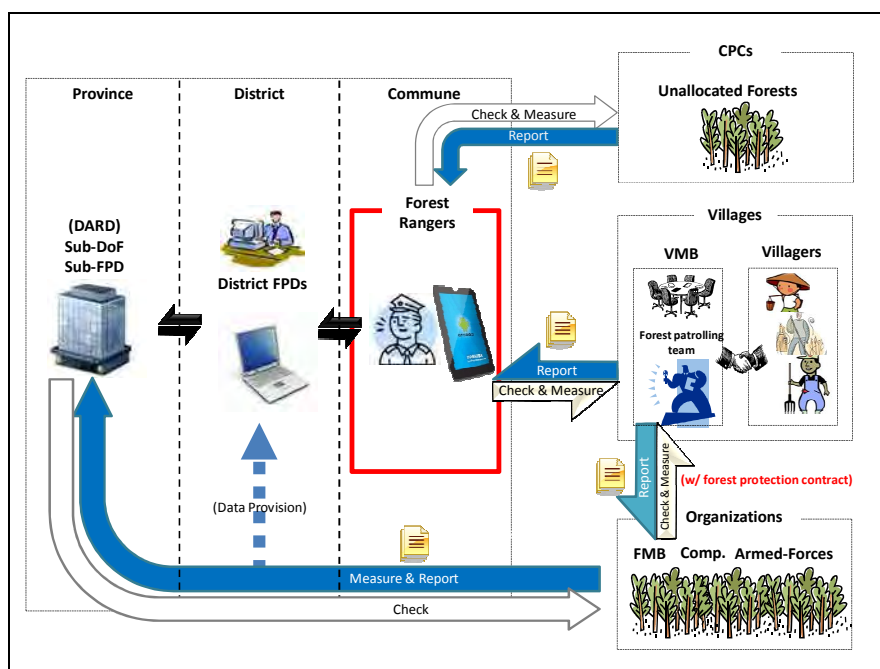 CPCs
Unallocated Forests
Province
District
Commune
Check & Measure
Report
Forest
Rangers
(DARD)
Sub-DoF
Sub-FPD
District FPDs
Villages
VMB
Villagers
Forest patrolling
team
Report
Check & Measure
Report
Check & Measure
(w/ forest protection contract)
(Data Provision)
Organizations
FMB
Comp.
Armed-Forces
Measure & Report
Check